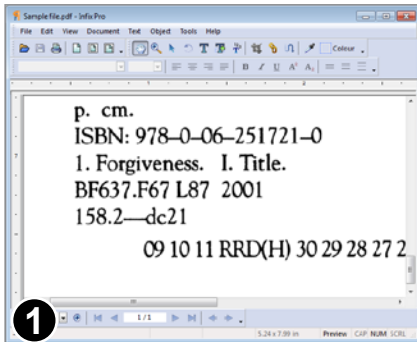 Sample file.pdf - Infix Pro
File Edit View Document Text Object Tools Help
Colour
B I U A A
p. cm.
ISBN: 978–0–06–251721–0
1. Forgiveness. I. Title.
BF637.F67 L87 2001
158.2—dc21
09 10 11 RRD(H) 30 29 28 27 2
1
1 / 1
5.24 x 7.99 in. Preview CAP NUM SCRL